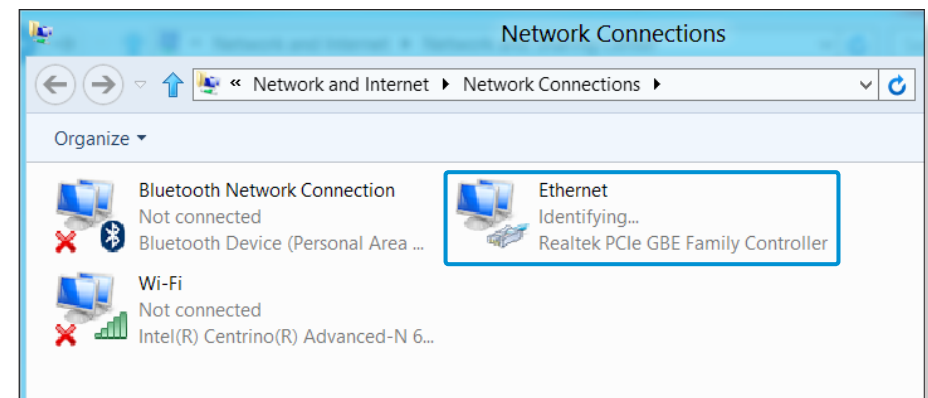 Network Connections
« Network and Internet Network Connections
Organize
Bluetooth Network Connection
Not connected
Bluetooth Device (Personal Area ...
Ethernet
Identifying...
Realtek PCIe GBE Family Controller
Wi-Fi
Not connected
Intel(R) Centrino(R) Advanced-N 6...